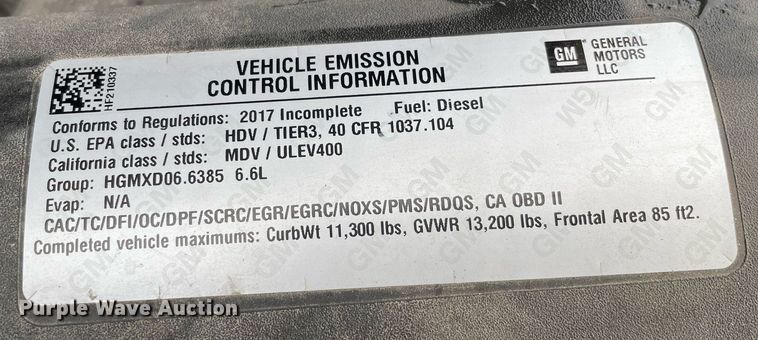 HF210337
VEHICLE EMISSION
CONTROL INFORMATION
GM
GENERAL
MOTORS
LLC
Conforms to Regulations: 2017 Incomplete Fuel: Diesel
U.S. EPA class / stds: HDV / TIER3, 40 CFR 1037.104
California class / stds: MDV / ULEV400
Group: HGMXD06.6385 6.6L
Evap: N/A
CAC/TC/DFI/OC/DPF/SCRC/EGR/EGRC/NOXS/PMS/RDQS, CA OBD II
Completed vehicle maximums: CurbWt 11,300 lbs, GVWR 13,200 lbs, Frontal Area 85 ft2.
Purple Wave Auction